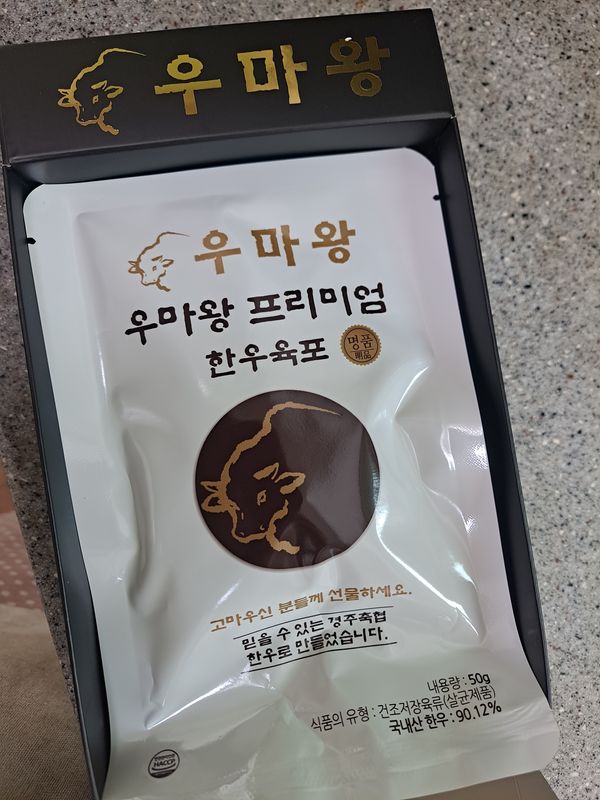 우마왕
우마왕
우마왕 프리미엄
한우육포
명품
明品
고마우신 분들께 선물하세요.
믿을 수 있는 경주축협
한우로 만들었습니다.
내용량 : 50g
식품의 유형 : 건조저장육류(살균제품)
국내산 한우 : 90.12%
HACCP